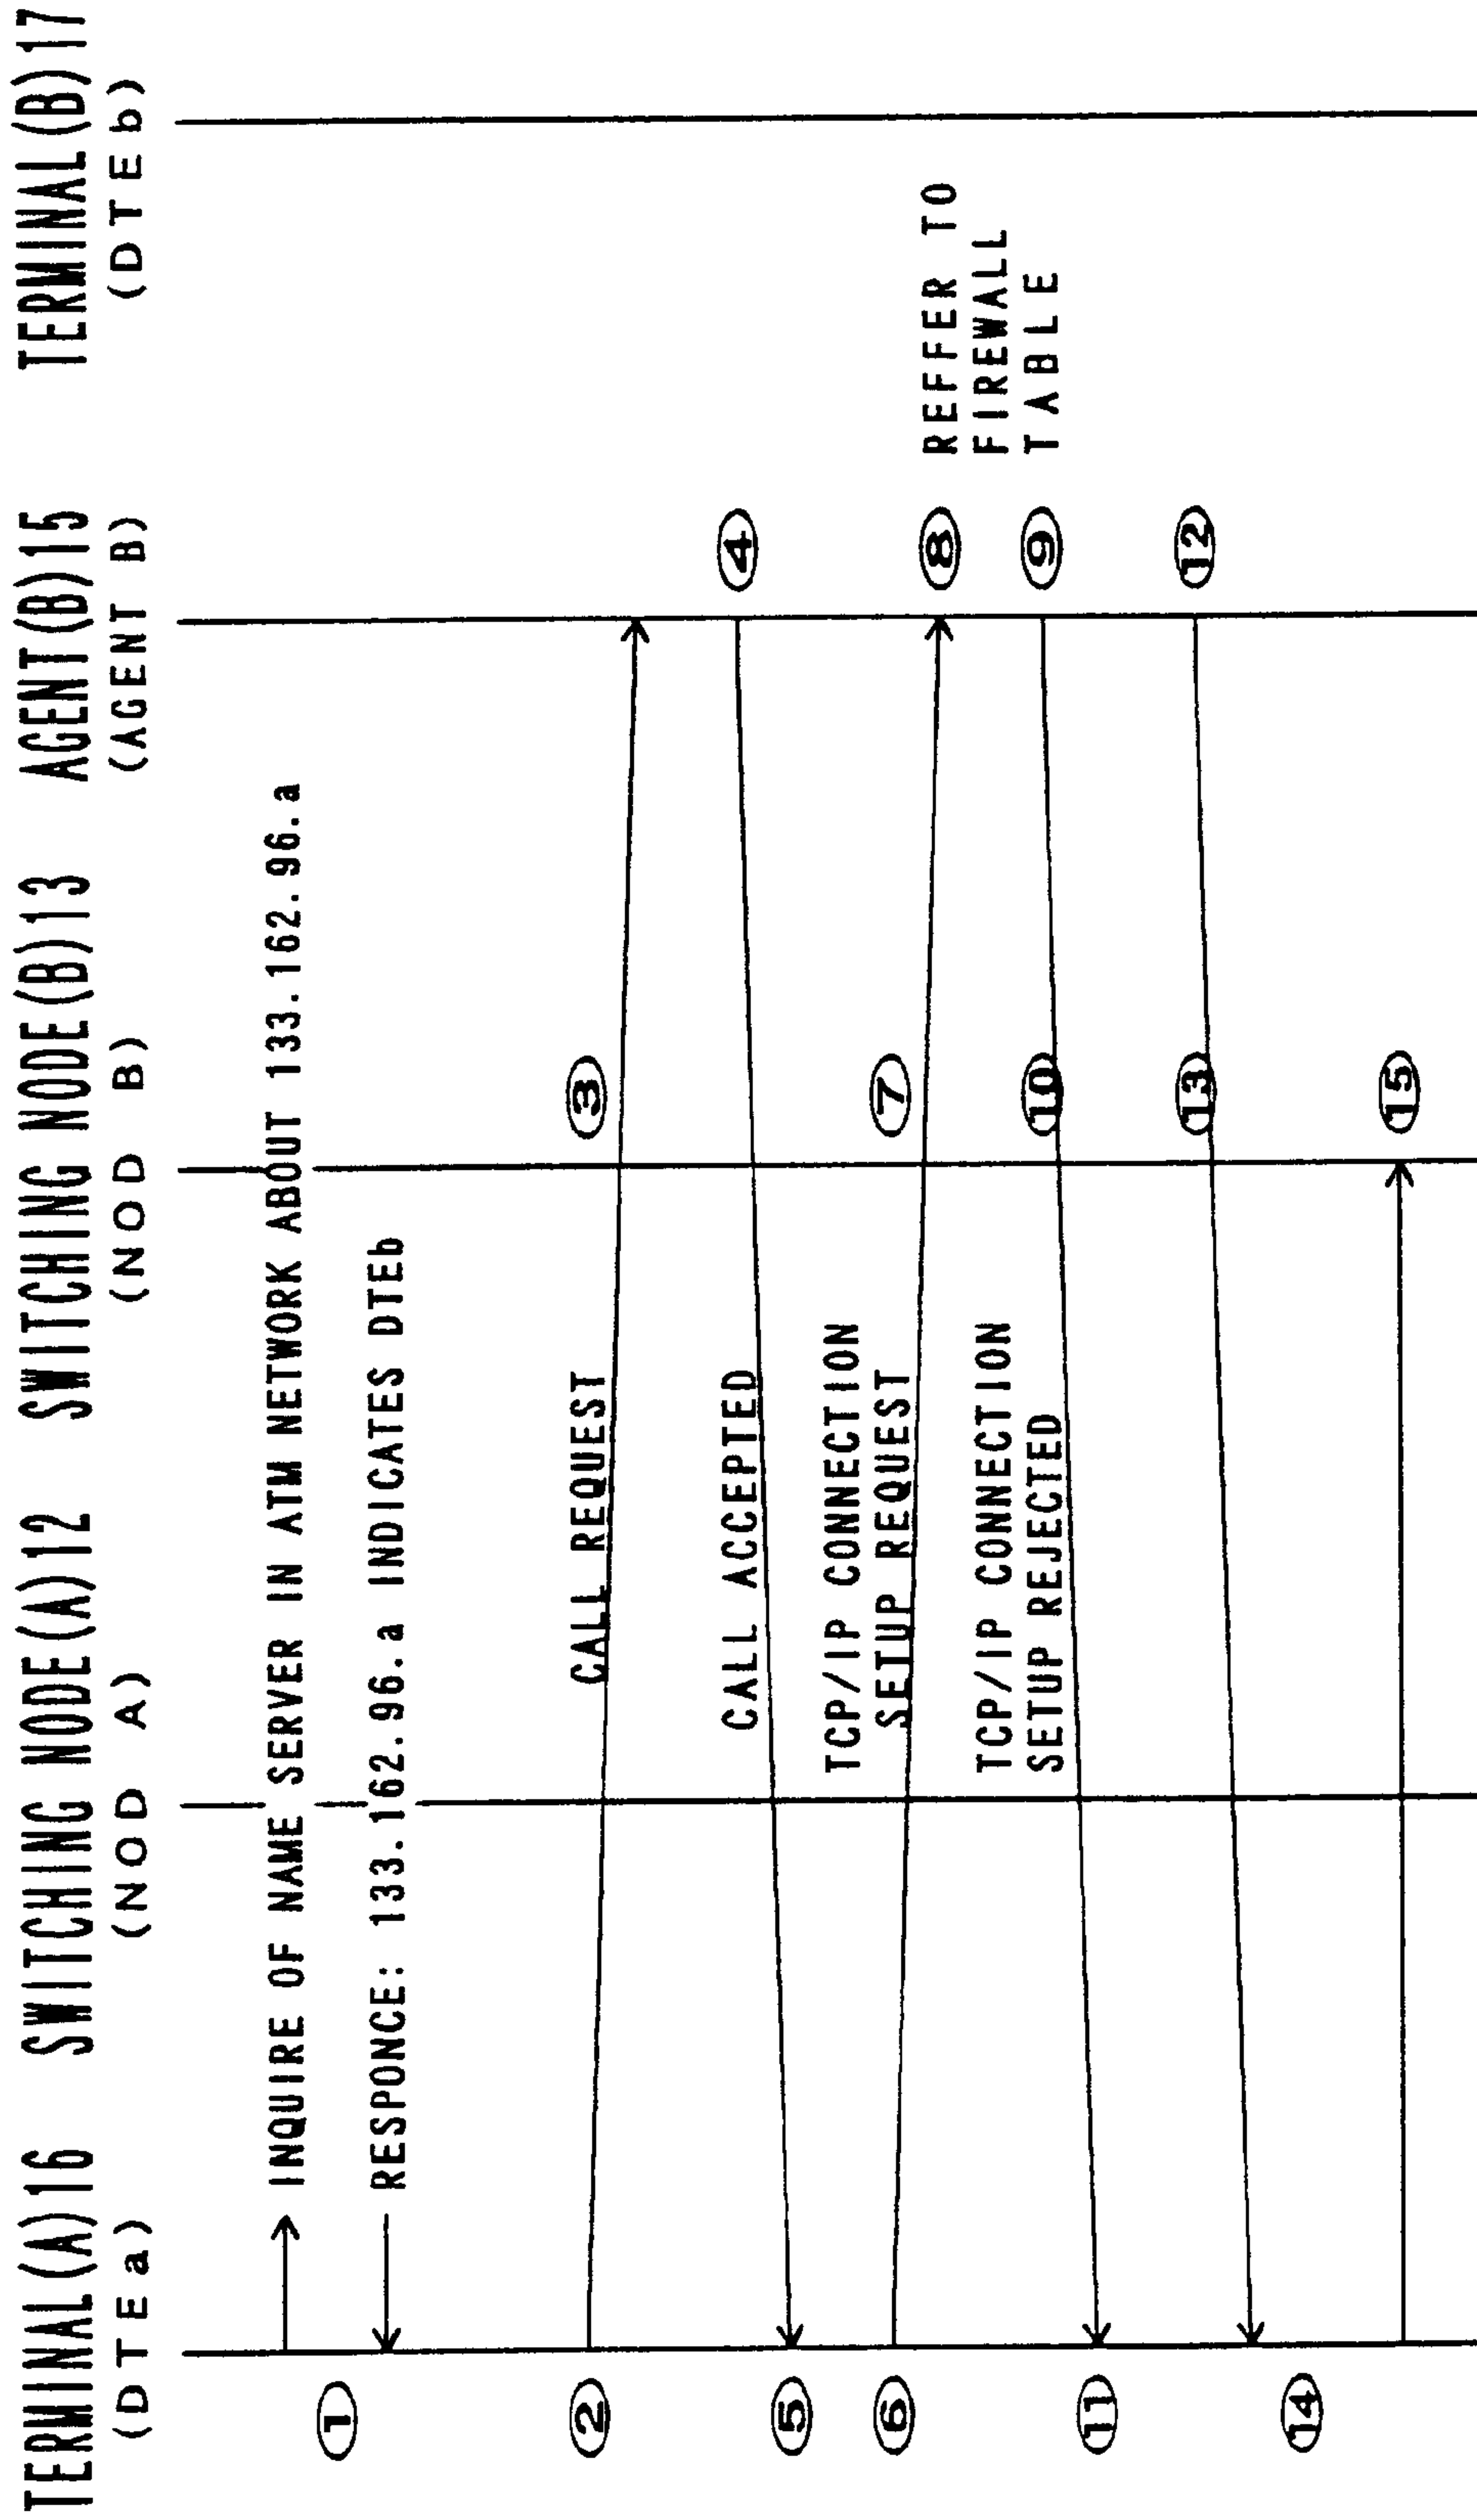 TERMINAL(A)16 SWITCHING NODE(A)12 SWITCHING NODE(B)13 AGENT(B)15 TERMINAL(B)17
(DTEa) (NOD A) (NOD B) (AGENT B) (DTEb)
① INQUIRE OF NAME SERVER IN ATM NETWORK ABOUT 133.162.96.a
RESPONCE: 133.162.96.a INDICATES DTEb
② CALL REQUEST ③
CALL ACCEPTED ④
⑤
TCP/IP CONNECTION
⑥ SETUP REQUEST ⑦ ⑧ REFFER TO
FIREWALL
TCP/IP CONNECTION
SETUP REJECTED ⑩ ⑨ TABLE
⑪
⑬ ⑫
⑭
⑮